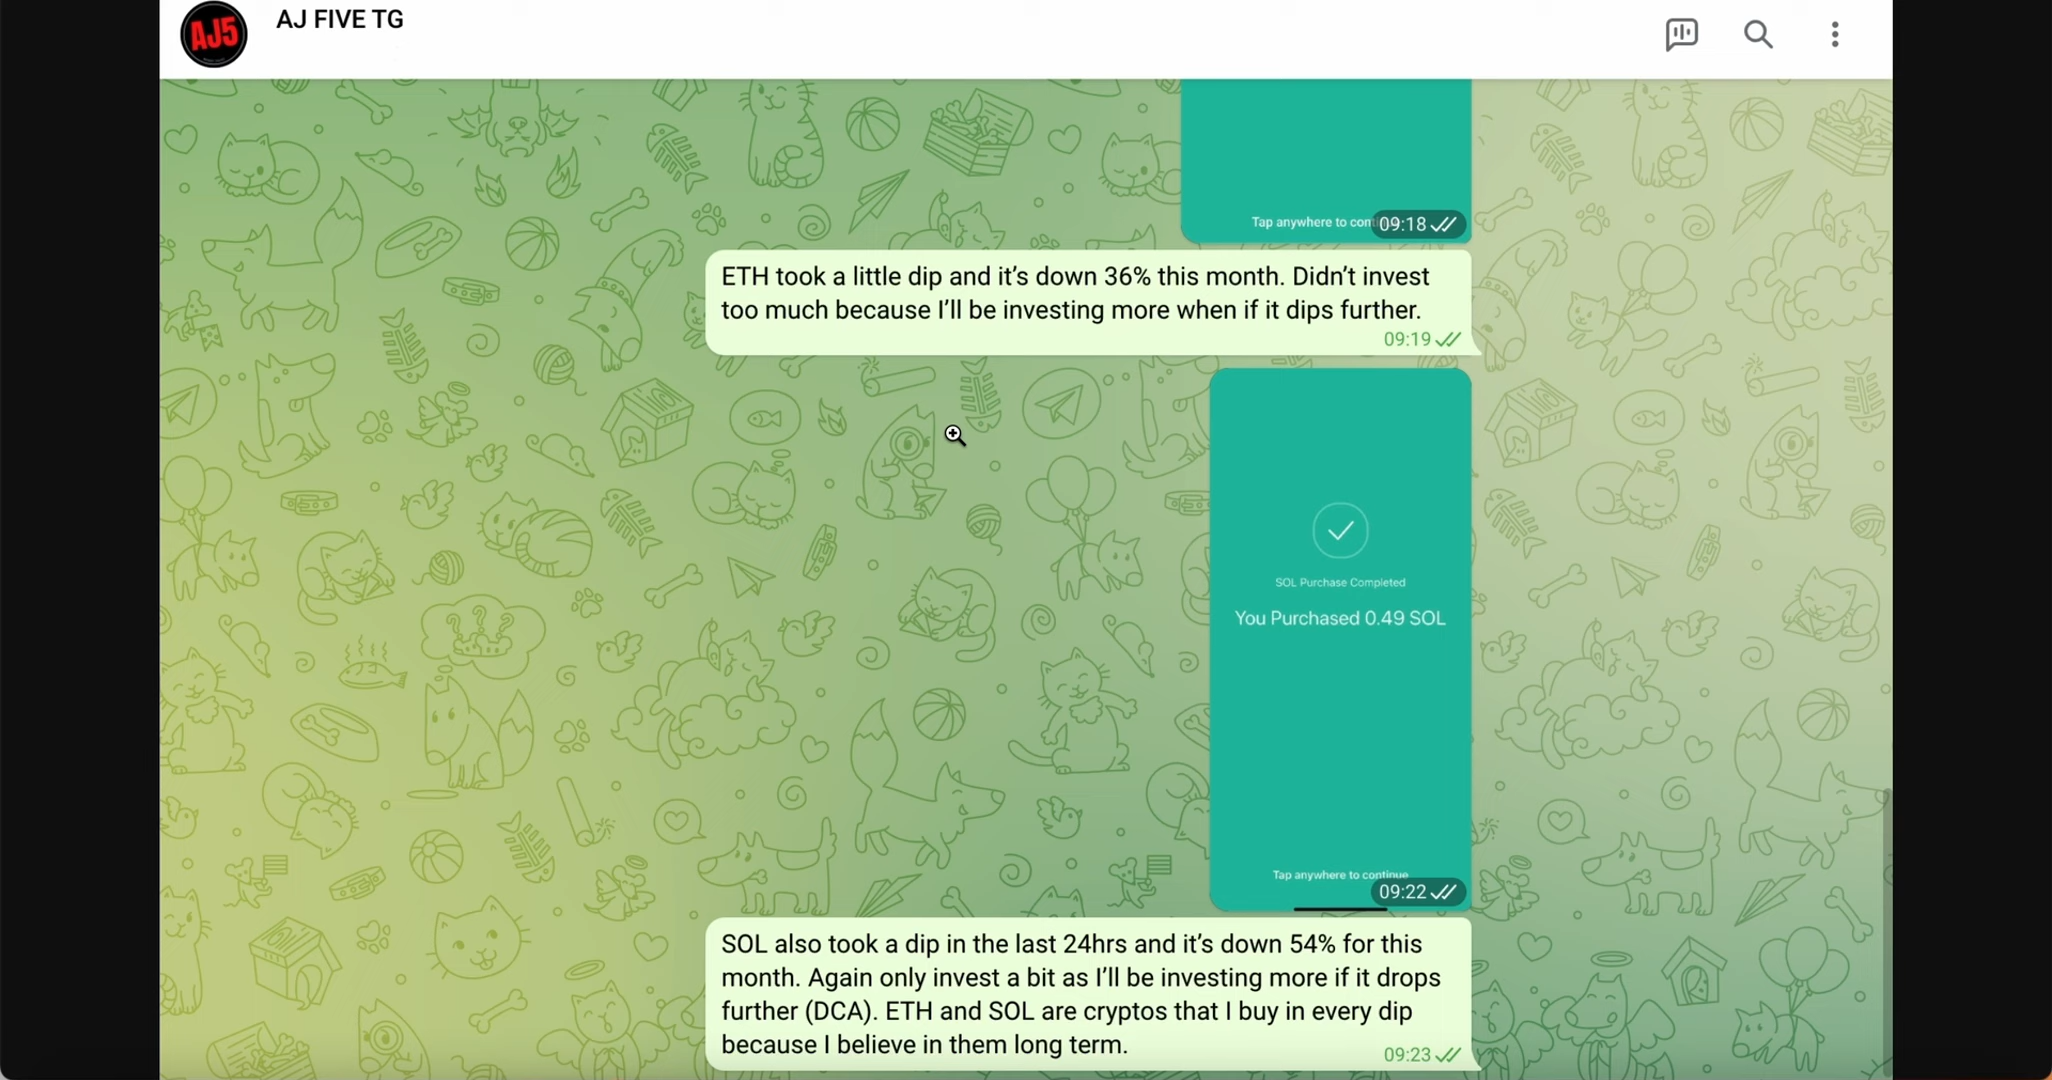 AJ5
AJ FIVE TG
Tap anywhere to con
09:18
ETH took a little dip and it’s down 36% this month. Didn’t invest
too much because I’ll be investing more when if it dips further.
09:19
SOL Purchase Completed
You Purchased 0.49 SOL
Tap anywhere to continue
09:22
SOL also took a dip in the last 24hrs and it’s down 54% for this
month. Again only invest a bit as I’ll be investing more if it drops
further (DCA). ETH and SOL are cryptos that I buy in every dip
because I believe in them long term.
09:23